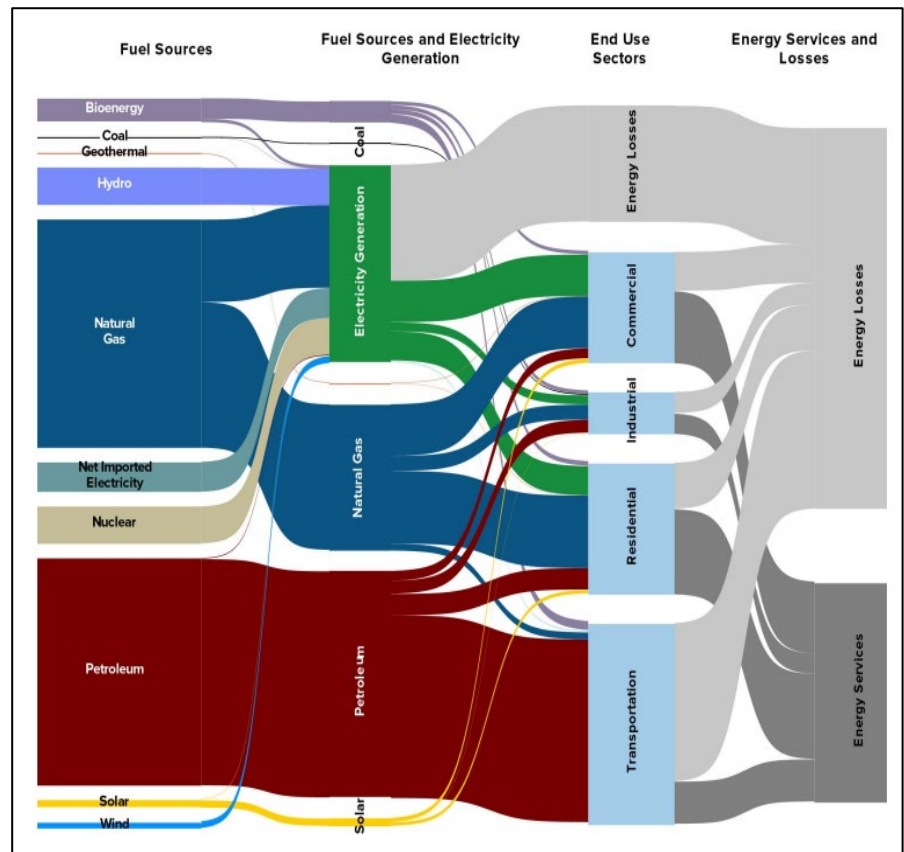 Fuel Sources
Fuel Sources and Electricity
Generation
End Use
Sectors
Energy Services and
Losses
Bioenergy
Coal
Geothermal
Hydro
Natural
Gas
Net Imported
Electricity
Nuclear
Petroleum
Solar
Wind
Coal
Electricity Generation
Natural Gas
Petroleum
Solar
Energy Losses
Commercial
Industrial
Residential
Transportation
Energy Losses
Energy Services